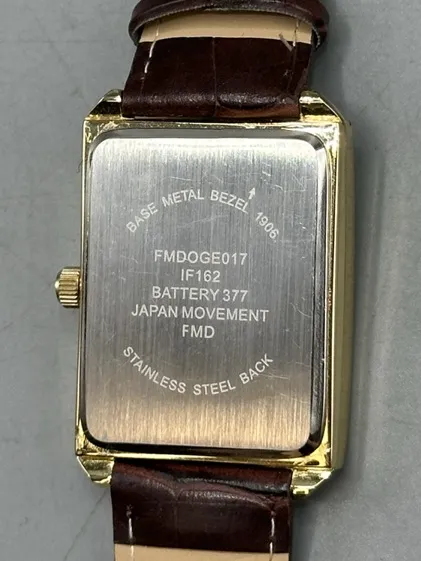 BASE METAL BEZEL 1906
FMDOGE017
IF162
BATTERY 377
JAPAN MOVEMENT
FMD
STAINLESS STEEL BACK